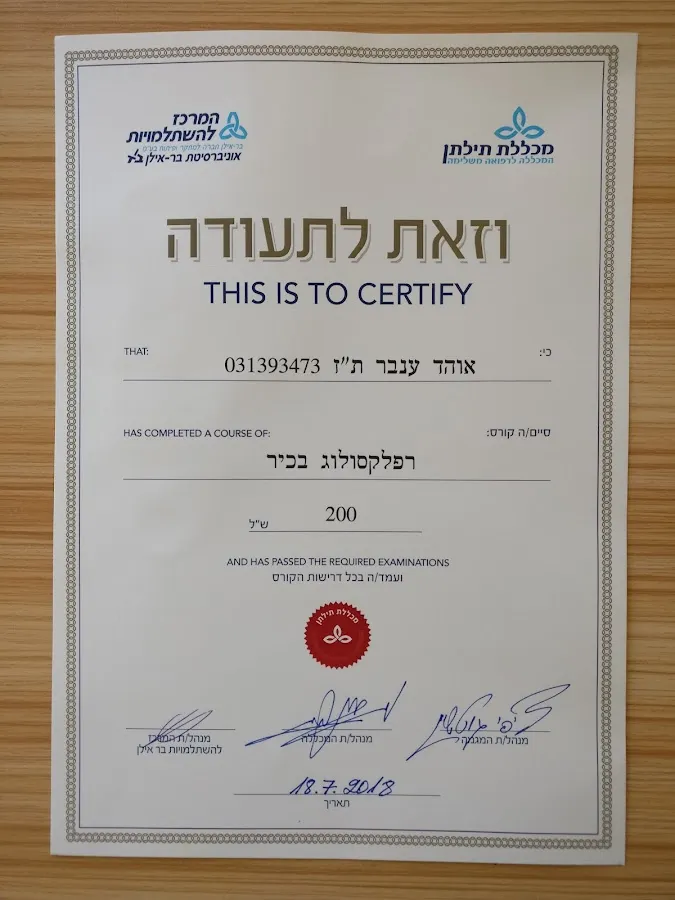 המרכז
להשתלמויות
בר-אילן חברה למחקר ופיתוח בע"מ
אוניברסיטת בר-אילן
מכללת תילתן
המכללה לרפואה משלימה
וזאת לתעודה
THIS IS TO CERTIFY
THAT: כי:
אוהד ענבר ת"ז 031393473
HAS COMPLETED A COURSE OF: סיים/ה קורס:
רפלקסולוג בכיר
200 ש"ל
AND HAS PASSED THE REQUIRED EXAMINATIONS
ועמד/ה בכל דרישות הקורס
מכללת תילתן
מנהל/ת המגמה
מנהל/ת המכללה
מנהל/ת המרכז
להשתלמויות בר אילן
18.7.2018
תאריך